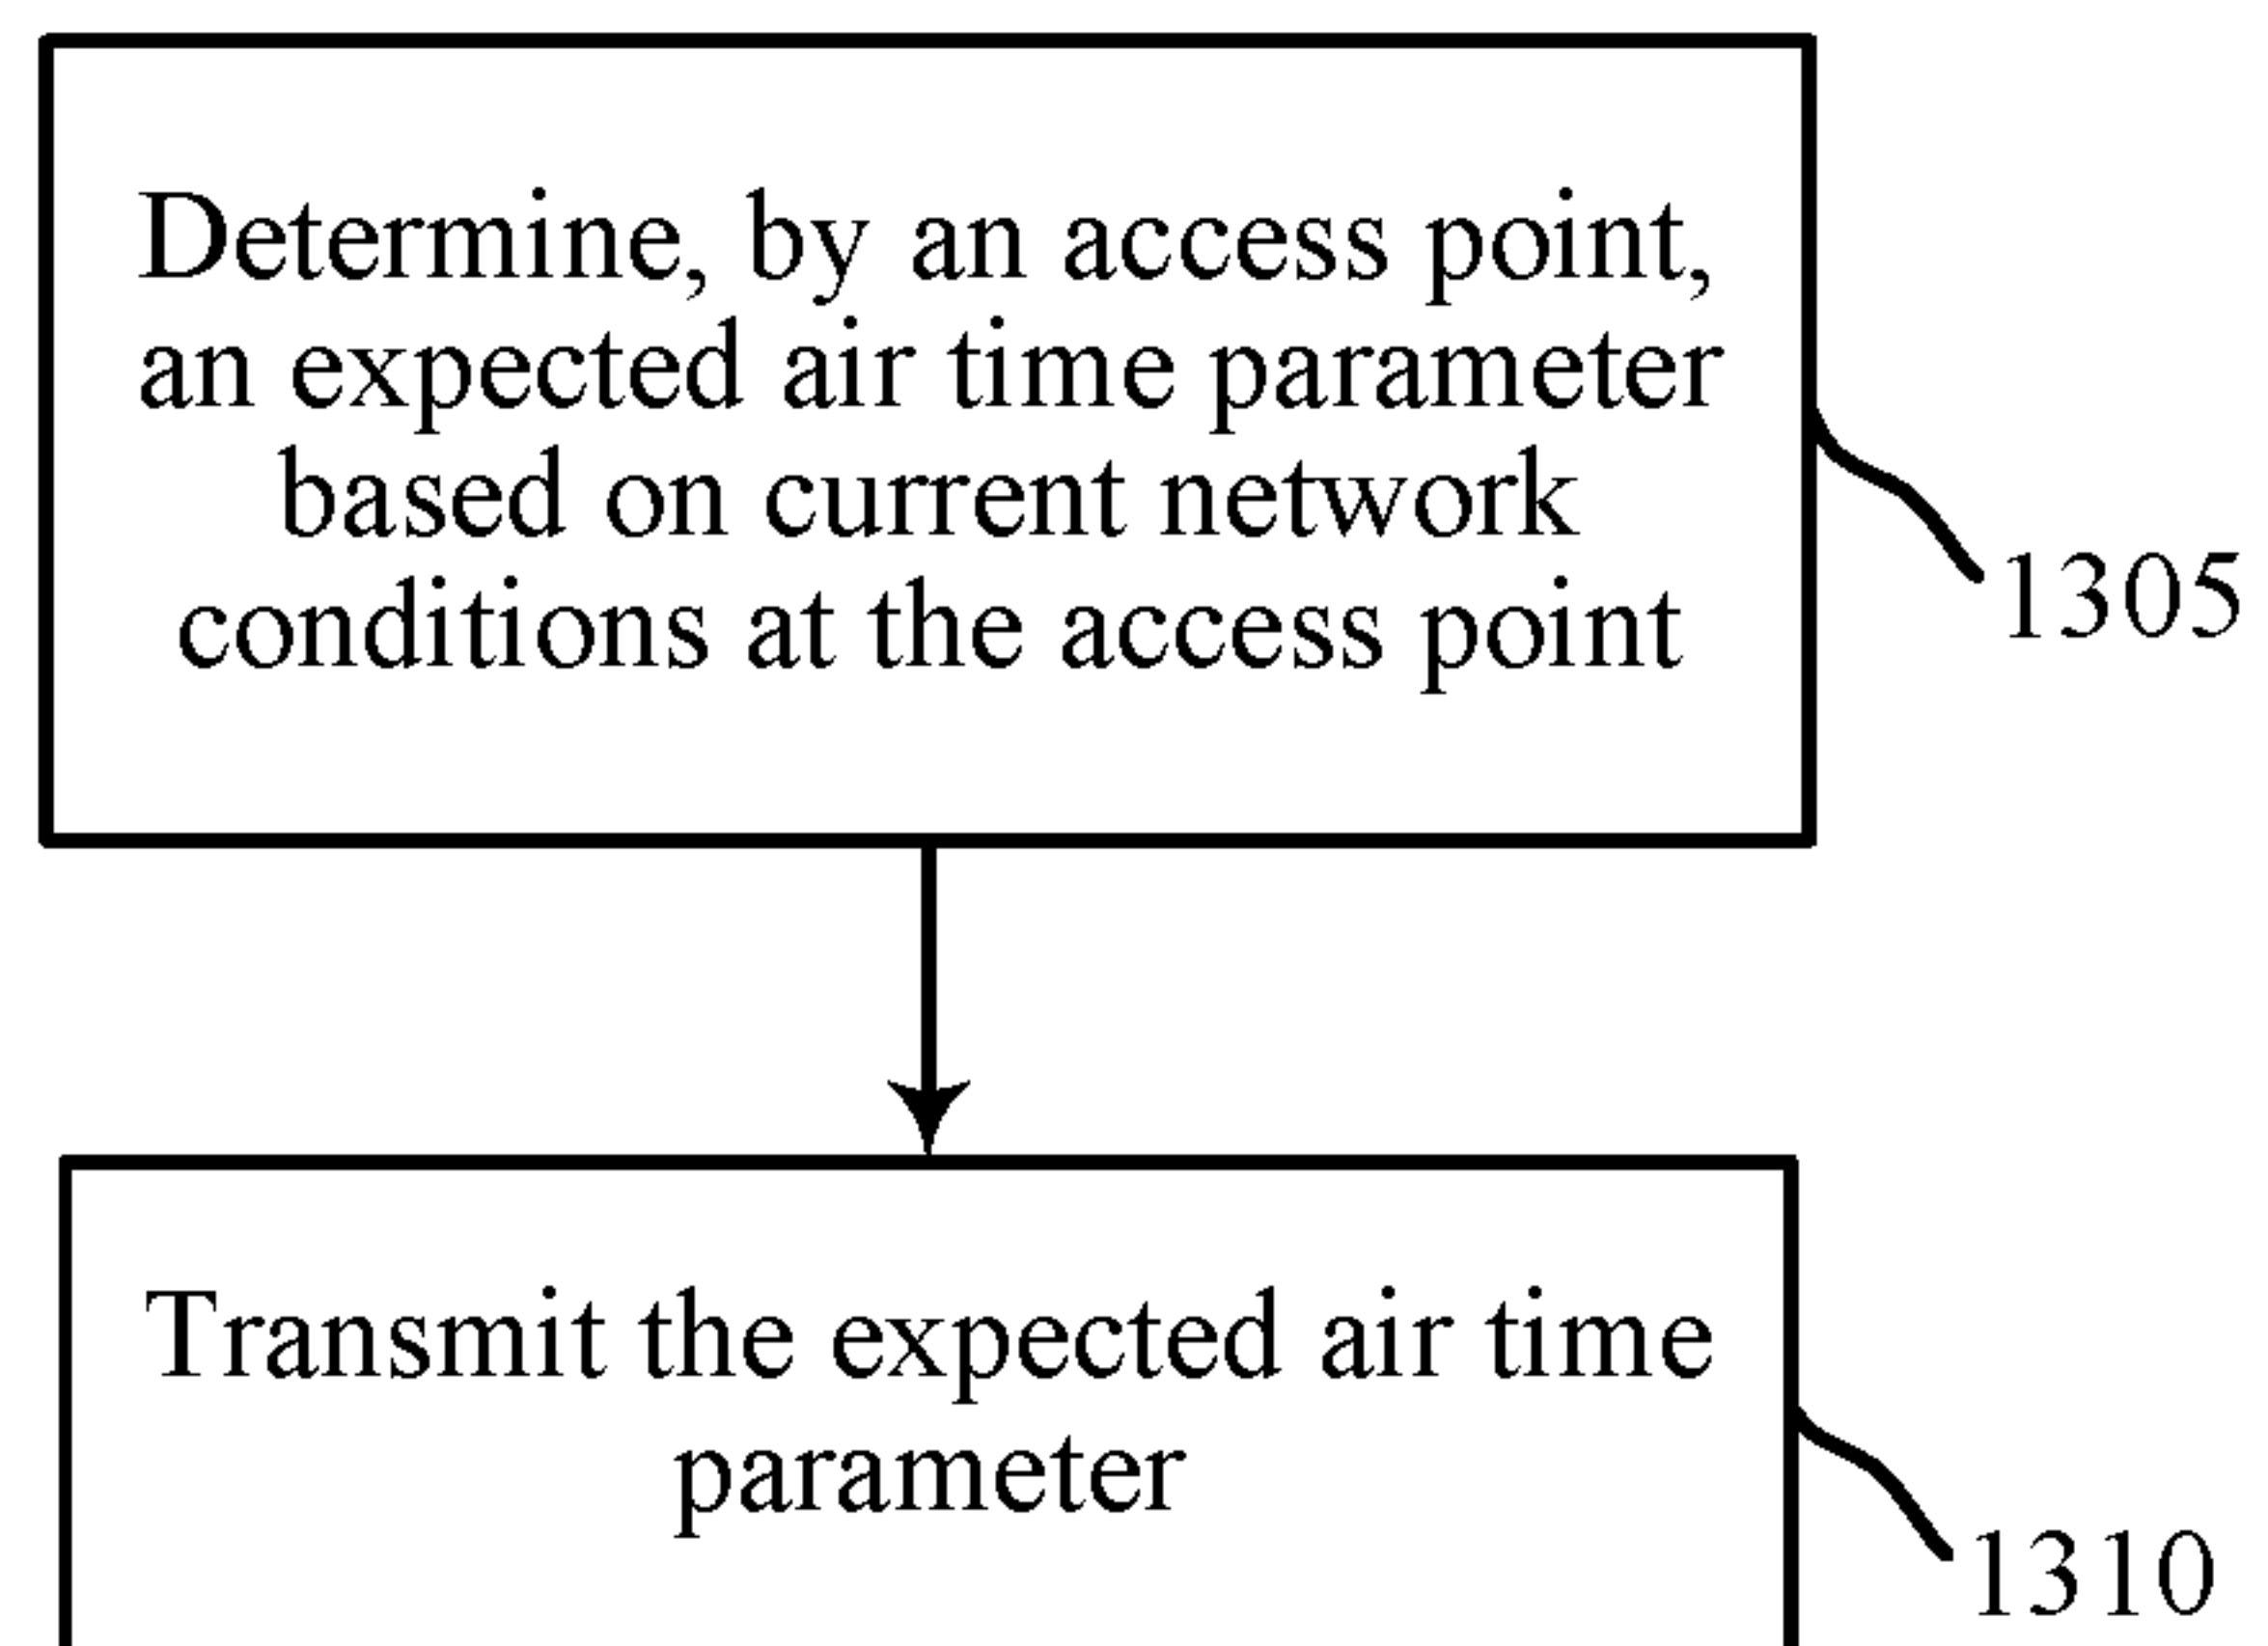 Determine, by an access point,
an expected air time parameter
based on current network
conditions at the access point
1305
Transmit the expected air time
parameter
1310